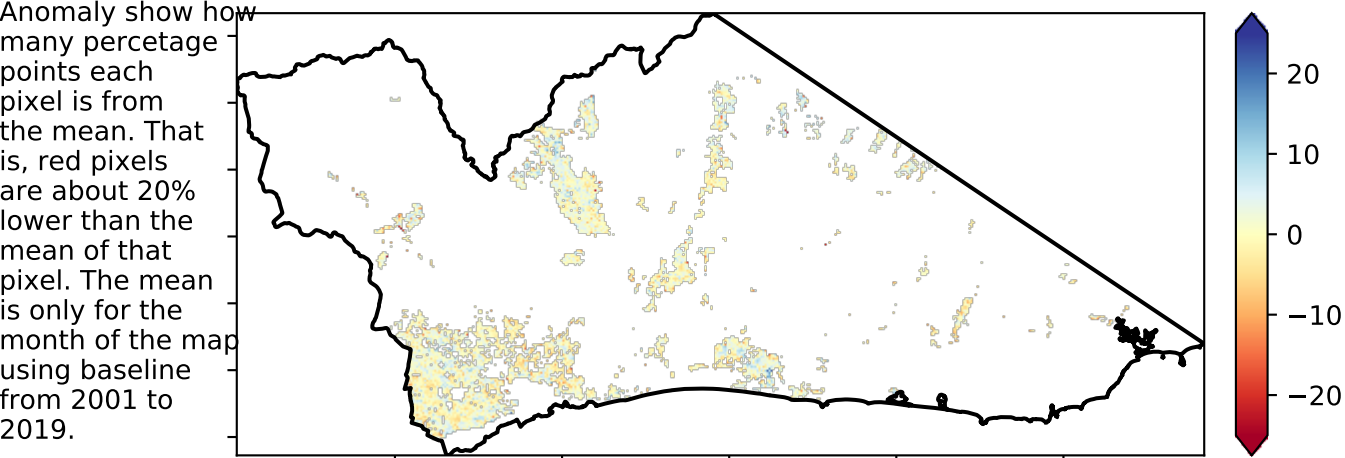 Anomaly show how
many percetage
points each
pixel is from
the mean. That
is, red pixels
are about 20%
lower than the
mean of that
pixel. The mean
is only for the
month of the map
using baseline
from 2001 to
2019.
20
10
0
−10
−20